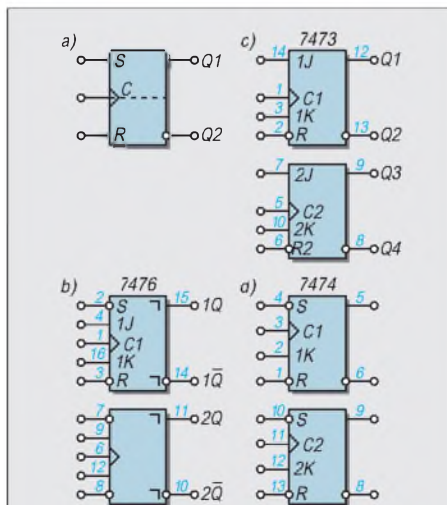 a)
S Q1
C
R Q2
c) 7473
14 1J 12 Q1
1 C1
3 1K
2 R 13 Q2
7 2J 9 Q3
5 C2
10 2K
6 R2 8 Q4
b) 7476
2 S 15 1Q
4 1J
1 C1
16 1K
3 R 14 1Q̅
7 11 2Q
9
6
12
8 10 2Q̅
d) 7474
4 S 5
3 C1
2 1K
1 R 6
10 S 9
11 C2
12 2K
13 R 8